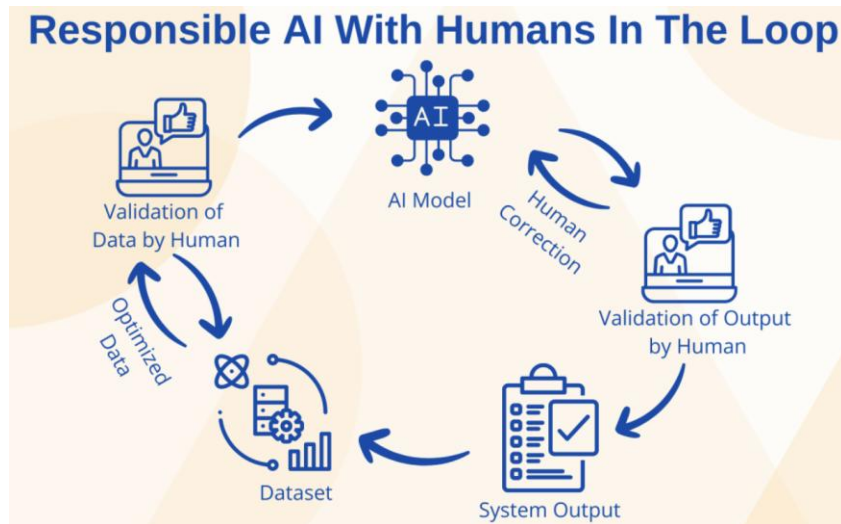 Responsible AI With Humans In The Loop
AI
AI Model
Validation of
Data by Human
Human
Correction
Validation of Output
by Human
Optimized
Data
Dataset
System Output